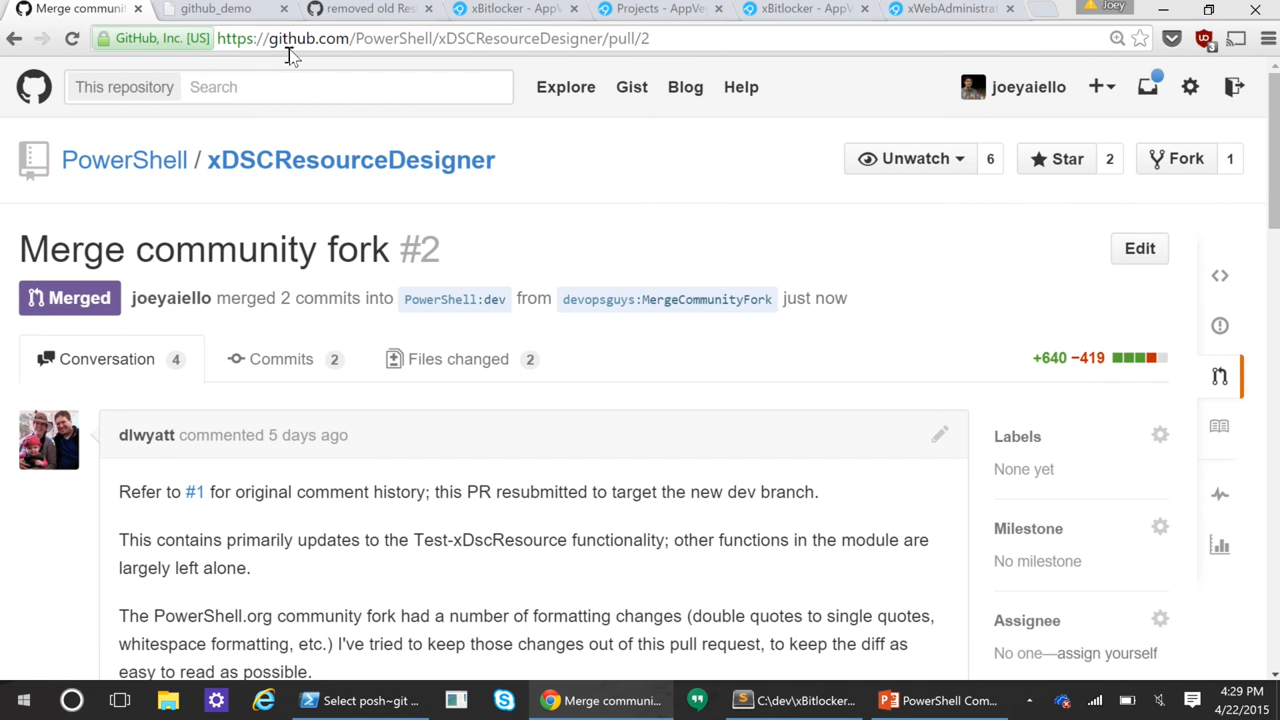 Merge communi
github_demo
removed old Res
xBitlocker - AppV
Projects - AppVe
xBitlocker - AppV
xWebAdministra
Joey
GitHub, Inc. [US]
https://github.com/PowerShell/xDSCResourceDesigner/pull/2
3
This repository
Search
Explore
Gist
Blog
Help
joeyaiello
PowerShell / xDSCResourceDesigner
Unwatch
6
Star
2
Fork
1
Merge community fork #2
Edit
Merged
joeyaiello merged 2 commits into PowerShell:dev from devopsguys:MergeCommunityFork just now
Conversation 4
Commits 2
Files changed 2
+640 −419
dlwyatt commented 5 days ago
Refer to #1 for original comment history; this PR resubmitted to target the new dev branch.
This contains primarily updates to the Test-xDscResource functionality; other functions in the module are
largely left alone.
The PowerShell.org community fork had a number of formatting changes (double quotes to single quotes,
whitespace formatting, etc.) I've tried to keep those changes out of this pull request, to keep the diff as
easy to read as possible.
Labels
None yet
Milestone
No milestone
Assignee
No one—assign yourself
Select posh~git ...
Merge communi...
C:\dev\xBitlocker...
PowerShell Com...
4:29 PM
4/22/2015